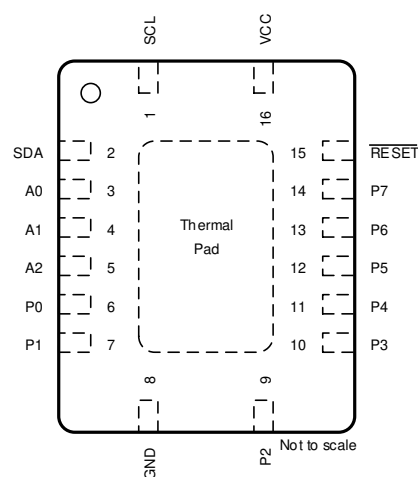 SCL
VCC
1
16
SDA 2
15 RESET
A0 3
14 P7
A1 4
Thermal
Pad
13 P6
A2 5
12 P5
P0 6
11 P4
P1 7
10 P3
8
9
GND
P2
Not to scale